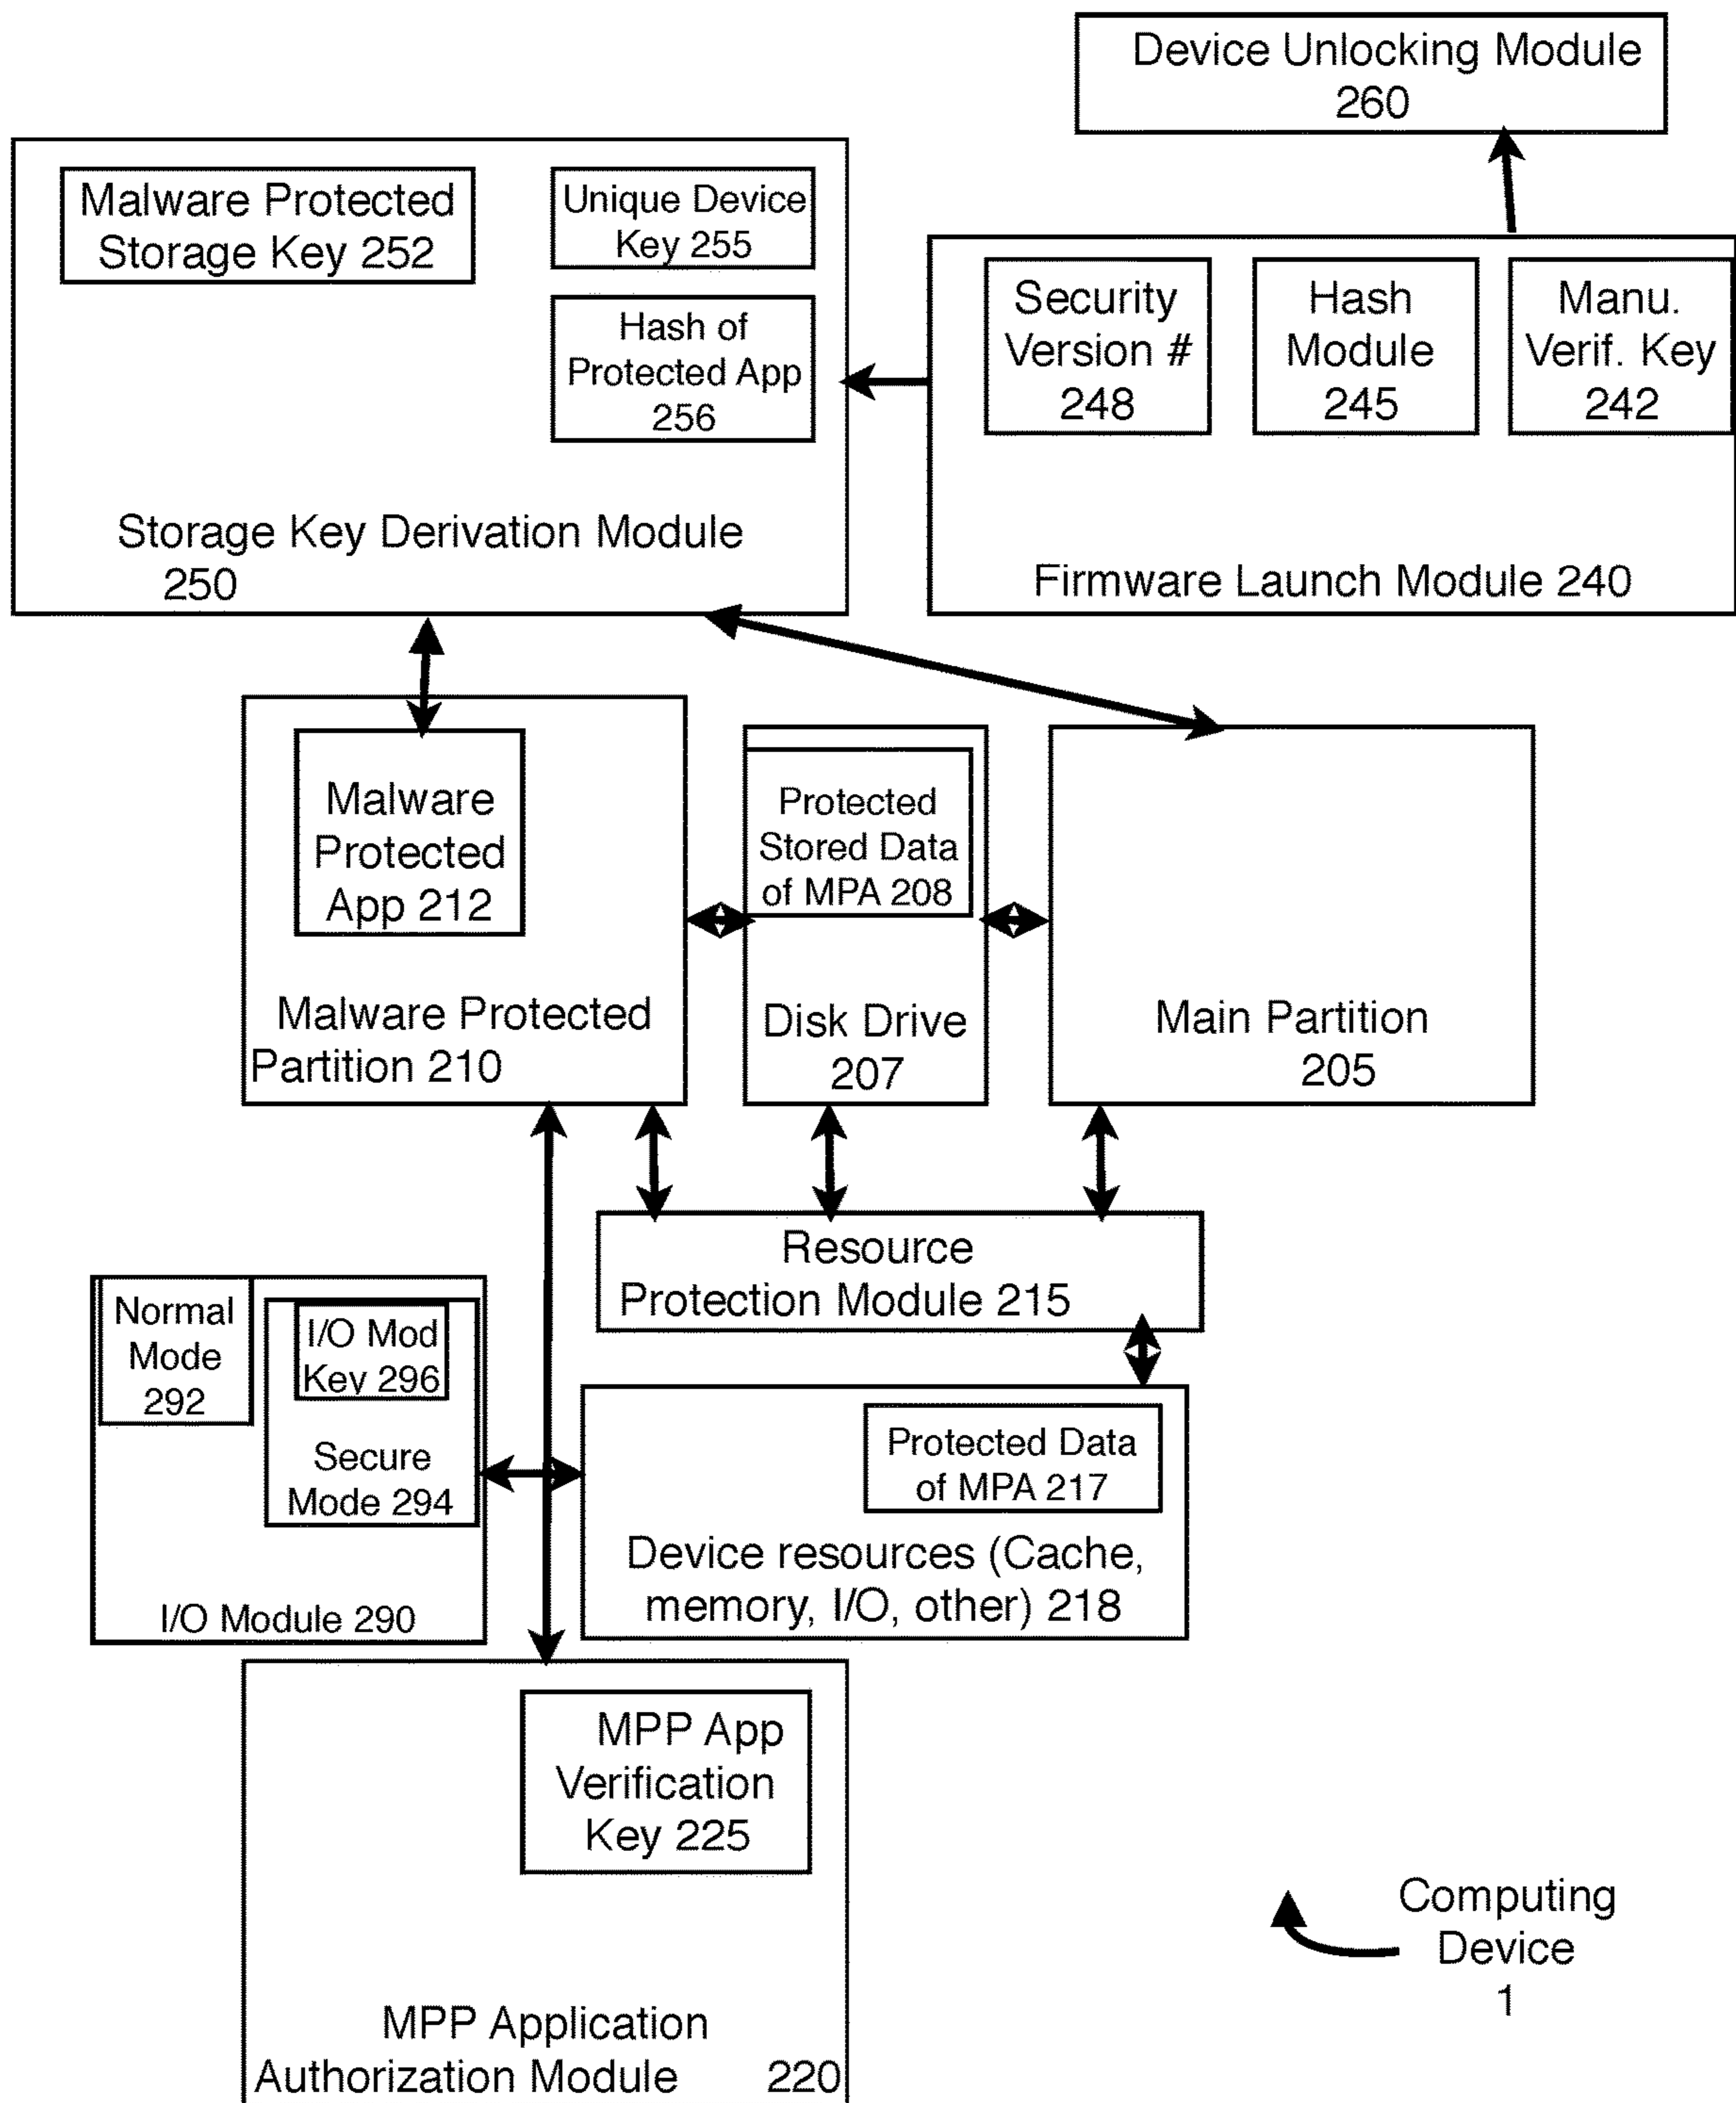 Device Unlocking Module
260
Malware Protected
Storage Key 252
Unique Device
Key 255
Hash of
Protected App
256
Storage Key Derivation Module
250
Security
Version #
248
Hash
Module
245
Manu.
Verif. Key
242
Firmware Launch Module 240
Malware
Protected
App 212
Malware Protected
Partition 210
Protected
Stored Data
of MPA 208
Disk Drive
207
Main Partition
205
Resource
Protection Module 215
Normal
Mode
292
I/O Mod
Key 296
Secure
Mode 294
I/O Module 290
Protected Data
of MPA 217
Device resources (Cache,
memory, I/O, other) 218
MPP App
Verification
Key 225
MPP Application
Authorization Module 220
Computing
Device
1